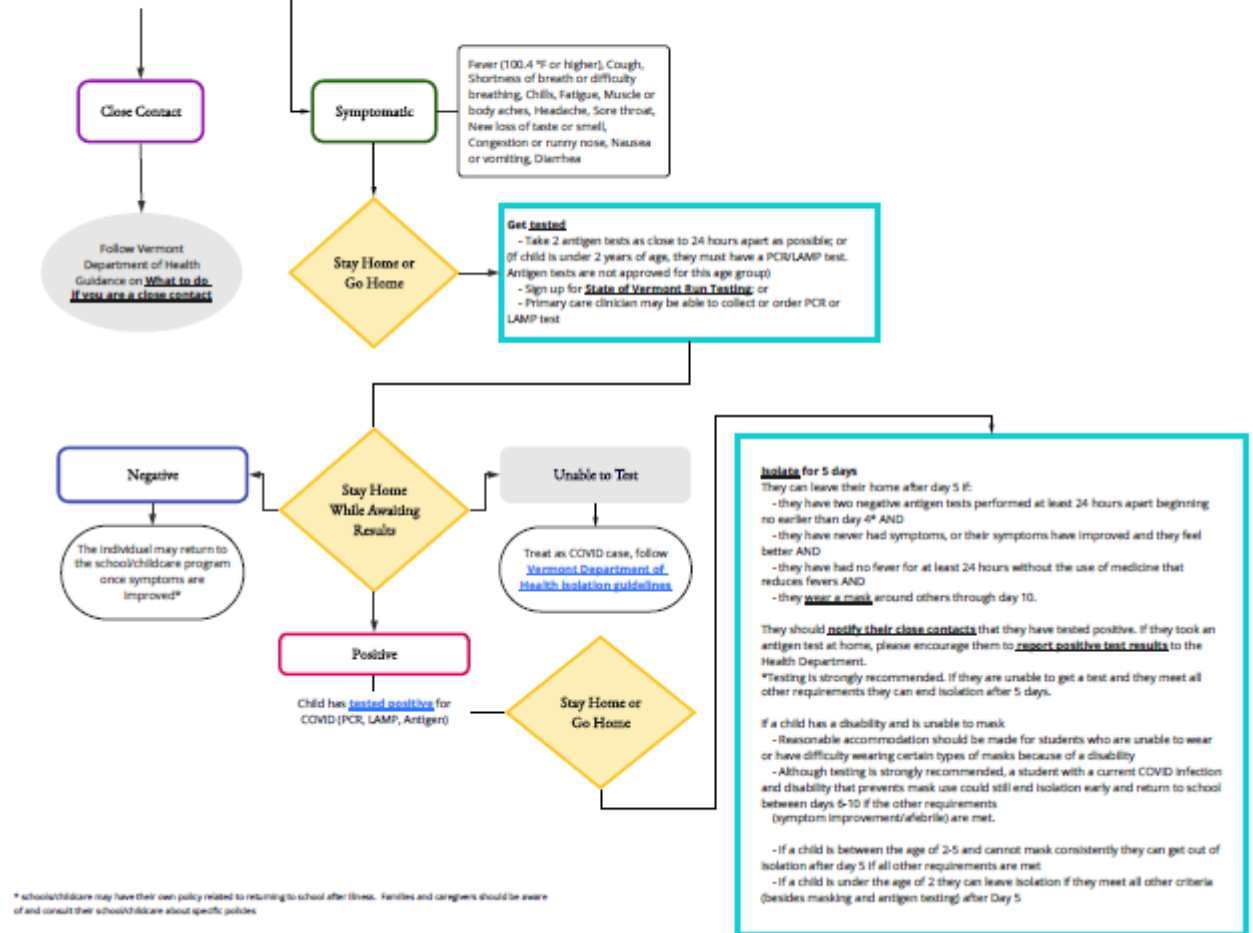 Close Contact
Follow Vermont
Department of Health
Guidance on What to do
if you are a close contact
Symptomatic
Fever (100.4 °F or higher), Cough,
Shortness of breath or difficulty
breathing, Chills, Fatigue, Muscle or
body aches, Headache, Sore throat,
New loss of taste or smell,
Congestion or runny nose, Nausea
or vomiting, Diarrhea
Stay Home or
Go Home
Get tested
- Take 2 antigen tests as close to 24 hours apart as possible; or
(If child is under 2 years of age, they must have a PCR/LAMP test.
Antigen tests are not approved for this age group)
- Sign up for State of Vermont Run Testing; or
- Primary care clinician may be able to collect or order PCR or
LAMP test
Stay Home
While Awaiting
Results
Negative
The individual may return to
the school/childcare program
once symptoms are
improved*
Unable to Test
Treat as COVID case, follow
Vermont Department of
Health Isolation guidelines
Positive
Child has tested positive for
COVID (PCR, LAMP, Antigen)
Stay Home or
Go Home
Isolate for 5 days
They can leave their home after day 5 if:
- they have two negative antigen tests performed at least 24 hours apart beginning
no earlier than day 4* AND
- they have never had symptoms, or their symptoms have improved and they feel
better AND
- they have had no fever for at least 24 hours without the use of medicine that
reduces fevers AND
- they wear a mask around others through day 10.
They should notify their close contacts that they have tested positive. If they took an
antigen test at home, please encourage them to report positive test results to the
Health Department.
*Testing is strongly recommended. If they are unable to get a test and they meet all
other requirements they can end isolation after 5 days.
If a child has a disability and is unable to mask
- Reasonable accommodation should be made for students who are unable to wear
or have difficulty wearing certain types of masks because of a disability
- Although testing is strongly recommended, a student with a current COVID infection
and disability that prevents mask use could still end isolation early and return to school
between days 6-10 if the other requirements
(symptom improvement/afebrile) are met.
- If a child is between the age of 2-5 and cannot mask consistently they can get out of
isolation after day 5 if all other requirements are met
- If a child is under the age of 2 they can leave isolation if they meet all other criteria
(besides masking and antigen testing) after Day 5
* schools/childcare may have their own policy related to returning to school after illness. Families and caregivers should be aware
of and consult their school/childcare about specific policies